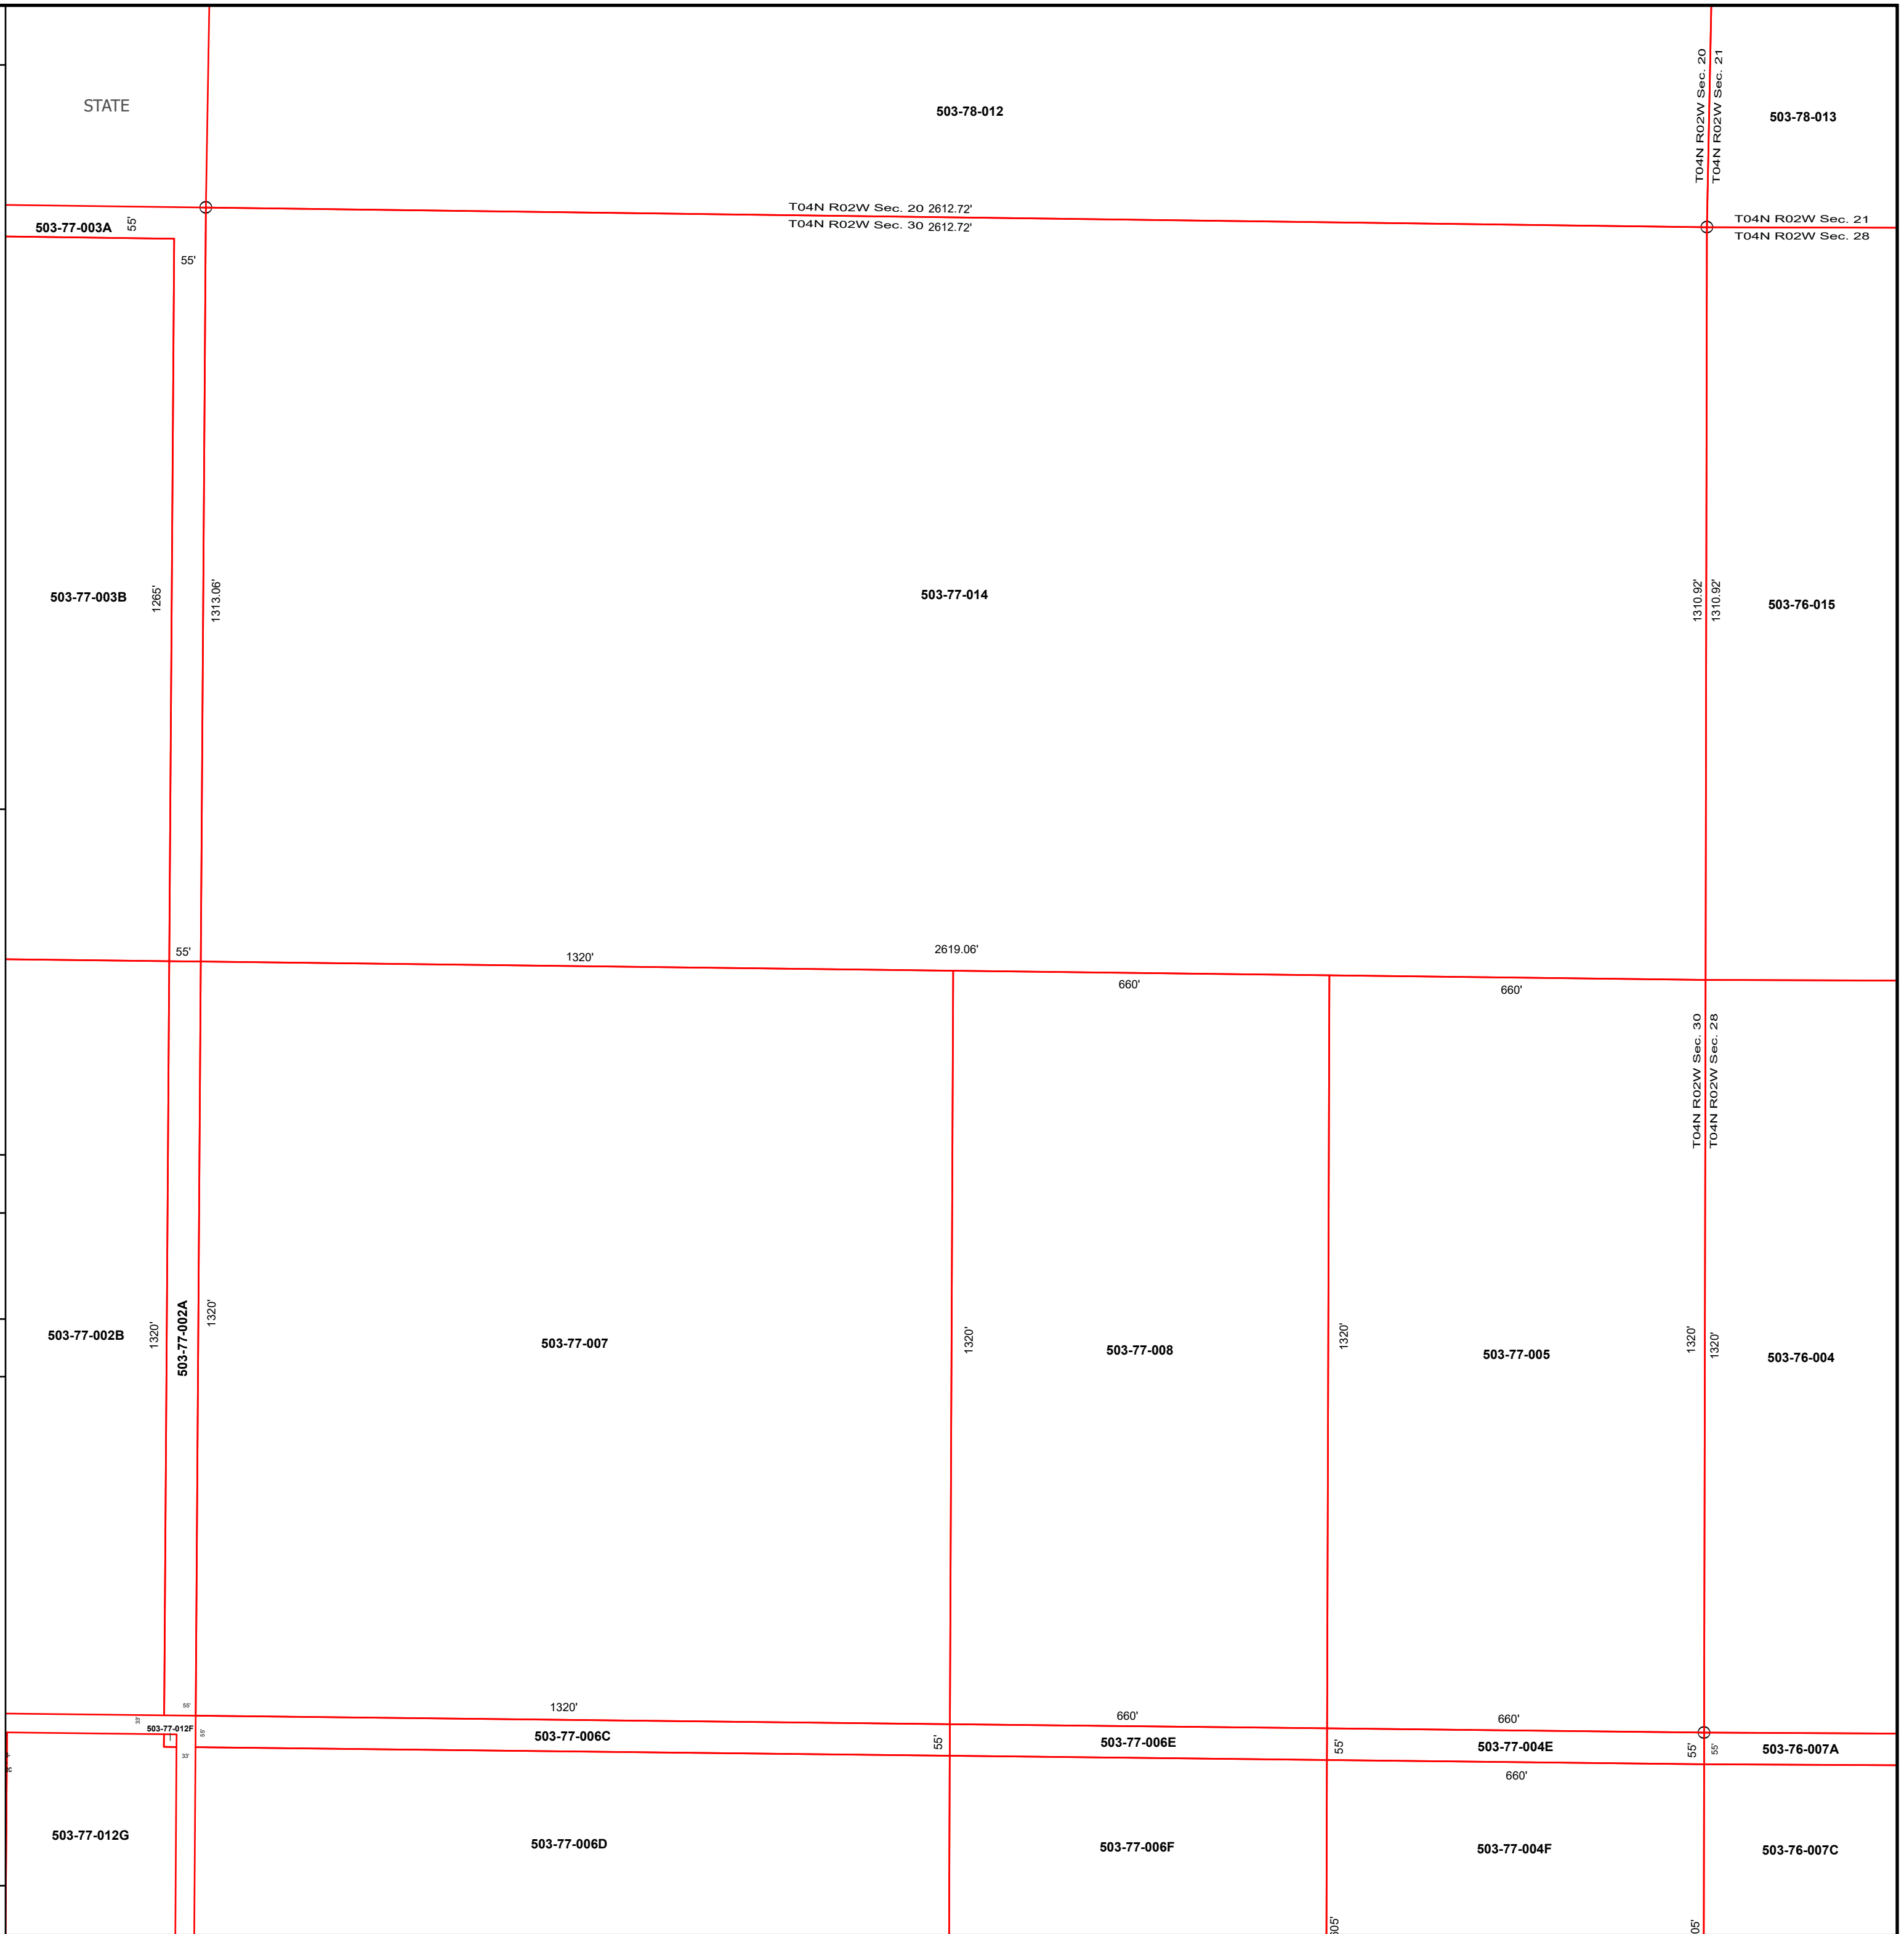 STATE
503-78-012
T04N R02W Sec. 20
T04N R02W Sec. 21
503-78-013
T04N R02W Sec. 20 2612.72'
T04N R02W Sec. 30 2612.72'
T04N R02W Sec. 21
T04N R02W Sec. 28
503-77-003A
55'
55'
503-77-003B
1265'
1313.06'
503-77-014
1310.92'
1310.92'
503-76-015
55'
1320'
2619.06'
660'
660'
T04N R02W Sec. 30
T04N R02W Sec. 28
503-77-002B
1320'
503-77-002A
1320'
503-77-007
1320'
503-77-008
1320'
503-77-005
1320'
1320'
503-76-004
55'
1320'
660'
660'
33'
503-77-012F
55'
503-77-006C
55'
503-77-006E
55'
503-77-004E
55'
55'
503-76-007A
33'
660'
503-77-012G
503-77-006D
503-77-006F
503-77-004F
503-76-007C